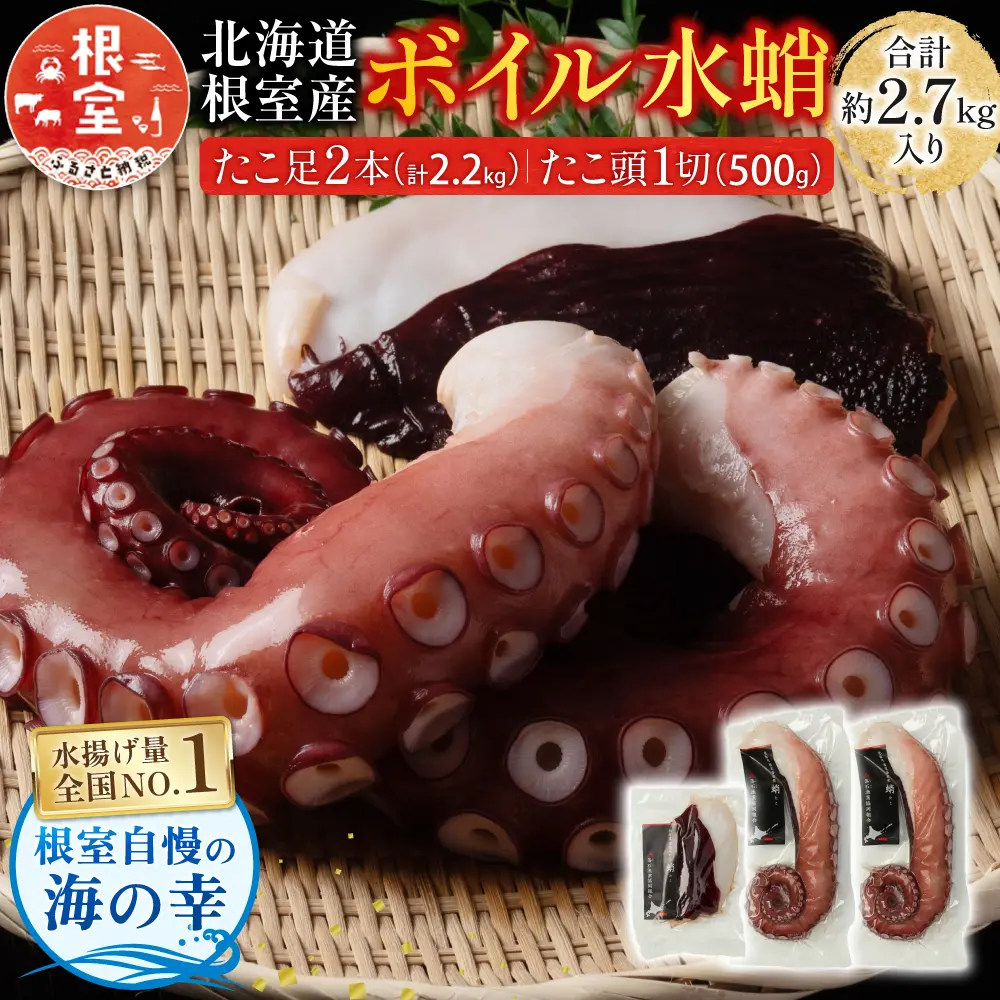 根室
ふるさと納税
北海道
根室産
ボイル水蛸
合計
約2.7kg
入り
たこ足2本(計2.2kg)|たこ頭1切(500g)
水揚げ量
全国NO.1
根室自慢の
海の幸
蛸
蛸
蛸